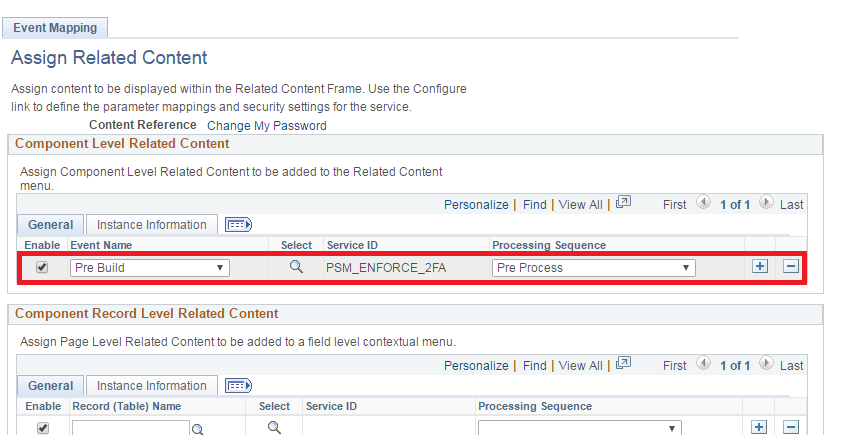 Event Mapping
Assign Related Content
Assign content to be displayed within the Related Content Frame. Use the Configure
link to define the parameter mappings and security settings for the service.
Content Reference Change My Password
Component Level Related Content
Assign Component Level Related Content to be added to the Related Content
menu.
Personalize | Find | View All | First 1 of 1 Last
General Instance Information
Enable Event Name Select Service ID Processing Sequence
Pre Build PSM_ENFORCE_2FA Pre Process
Component Record Level Related Content
Assign Page Level Related Content to be added to a field level contextual menu.
Personalize | Find | View All | First 1 of 1 Last
General Instance Information
Enable Record (Table) Name Select Service ID Processing Sequence